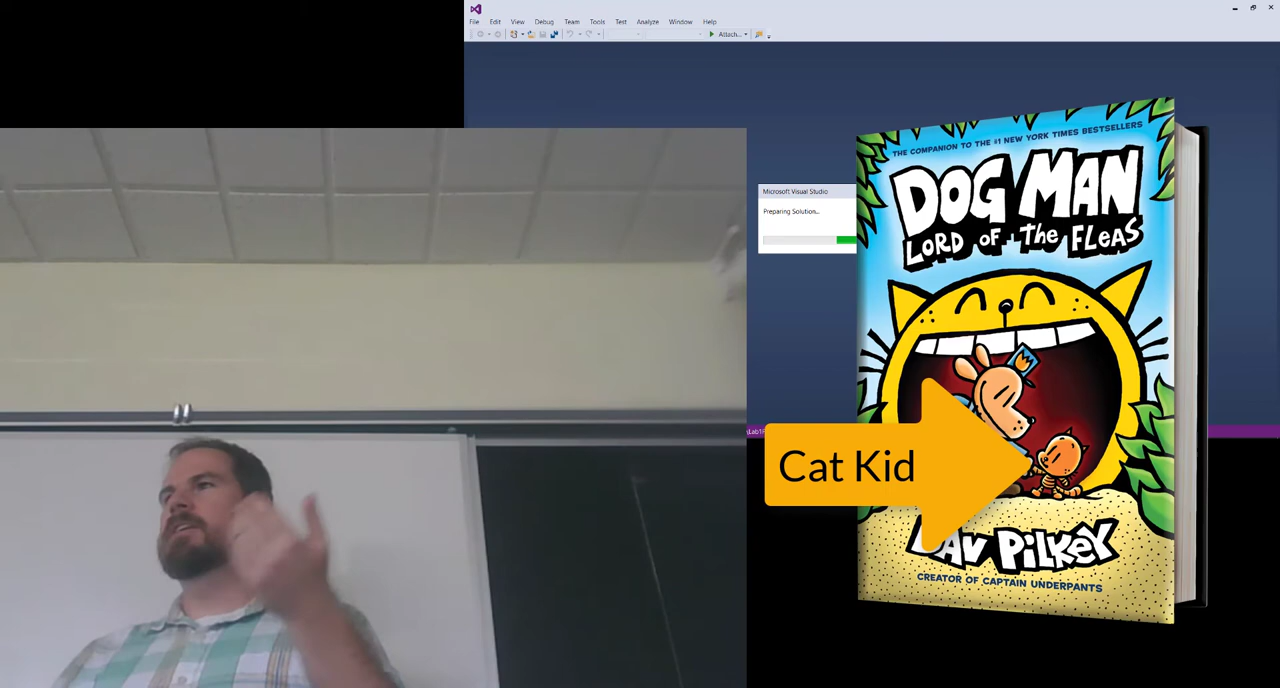 File Edit View Debug Team Tools Test Analyze Window Help
Attach...
Microsoft Visual Studio
Preparing Solution...
THE COMPANION TO THE #1 NEW YORK TIMES BESTSELLERS
DOG MAN
LORD OF THE FLEAS
Cat Kid
DAV PILKEY
CREATOR OF CAPTAIN UNDERPANTS